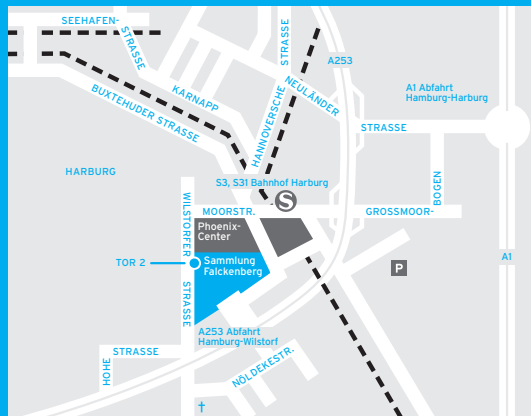 SEEHAFEN-
STRASSE
KARNAPP
BUXTEHUDER STRASSE
HANNOVERSCHE
STRASSE
NEULÄNDER
STRASSE
A253
A1 Abfahrt
Hamburg-Harburg
HARBURG
S3, S31 Bahnhof Harburg
S
BOGEN
WILSTORFER
STRASSE
MOORSTR.
GROSSMOOR-
Phoenix-
Center
TOR 2
Sammlung
Falckenberg
P
A1
A253 Abfahrt
Hamburg-Wilstorf
HOHE
STRASSE
NÖLDEKESTR.